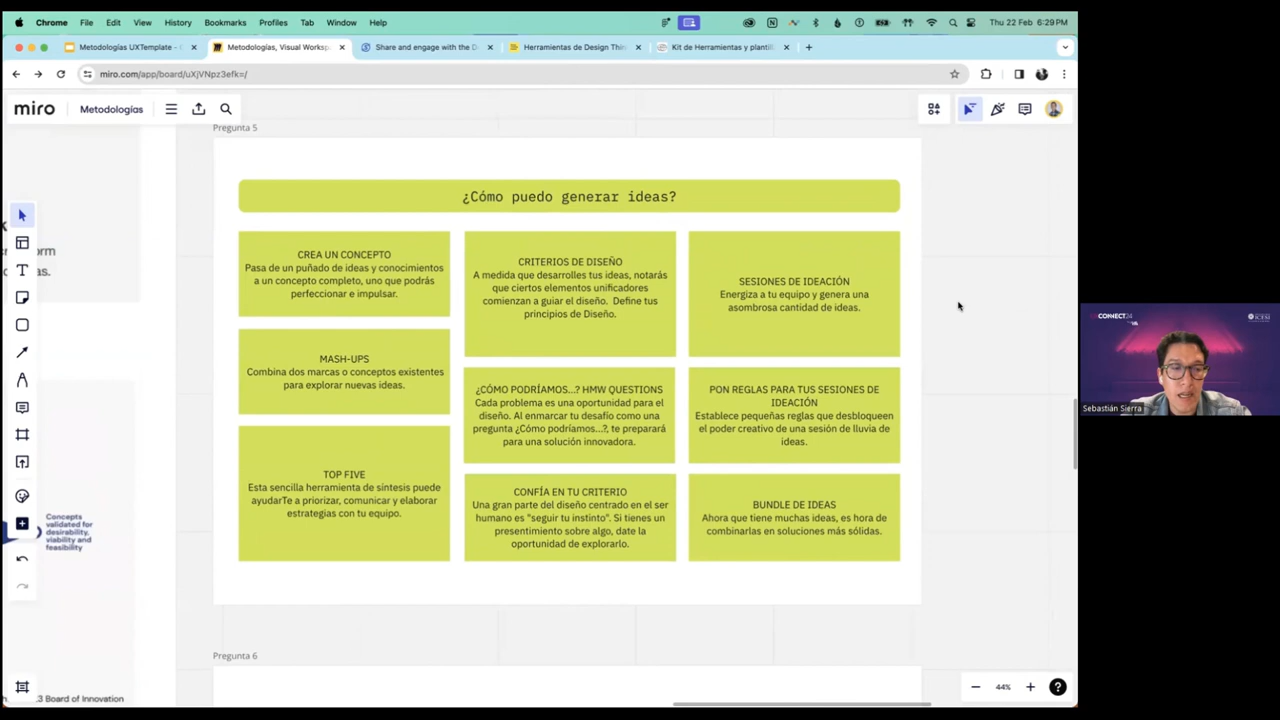 Chrome File Edit View History Bookmarks Profiles Tab Window Help
Thu 22 Feb 6:29 PM
Metodologías UXTemplate - G
Metodologías, Visual Worksp
Share and engage with the D
Herramientas de Design Thin
Kit de Herramientas y plantil
miro.com/app/board/uXjVNpz3efk=/
miro
Metodologías
Pregunta 5
¿Cómo puedo generar ideas?
CREA UN CONCEPTO
Pasa de un puñado de ideas y conocimientos
a un concepto completo, uno que podrás
perfeccionar e impulsar.
MASH-UPS
Combina dos marcas o conceptos existentes
para explorar nuevas ideas.
TOP FIVE
Esta sencilla herramienta de síntesis puede
ayudarTe a priorizar, comunicar y elaborar
estrategias con tu equipo.
CRITERIOS DE DISEÑO
A medida que desarrolles tus ideas, notarás
que ciertos elementos unificadores
comienzan a guiar el diseño. Define tus
principios de Diseño.
¿CÓMO PODRÍAMOS...? HMW QUESTIONS
Cada problema es una oportunidad para el
diseño. Al enmarcar tu desafío como una
pregunta ¿Cómo podríamos...?, te preparará
para una solución innovadora.
CONFÍA EN TU CRITERIO
Una gran parte del diseño centrado en el ser
humano es "seguir tu instinto". Si tienes un
presentimiento sobre algo, date la
oportunidad de explorarlo.
SESIONES DE IDEACIÓN
Energiza a tu equipo y genera una
asombrosa cantidad de ideas.
PON REGLAS PARA TUS SESIONES DE
IDEACIÓN
Establece pequeñas reglas que desbloqueen
el poder creativo de una sesión de lluvia de
ideas.
BUNDLE DE IDEAS
Ahora que tiene muchas ideas, es hora de
combinarlas en soluciones más sólidas.
Concepts
validated for
desirability,
viability and
feasibility
3 Board of Innovation
Pregunta 6
44%
CONNECT24
ICESI
Sebastián Sierra